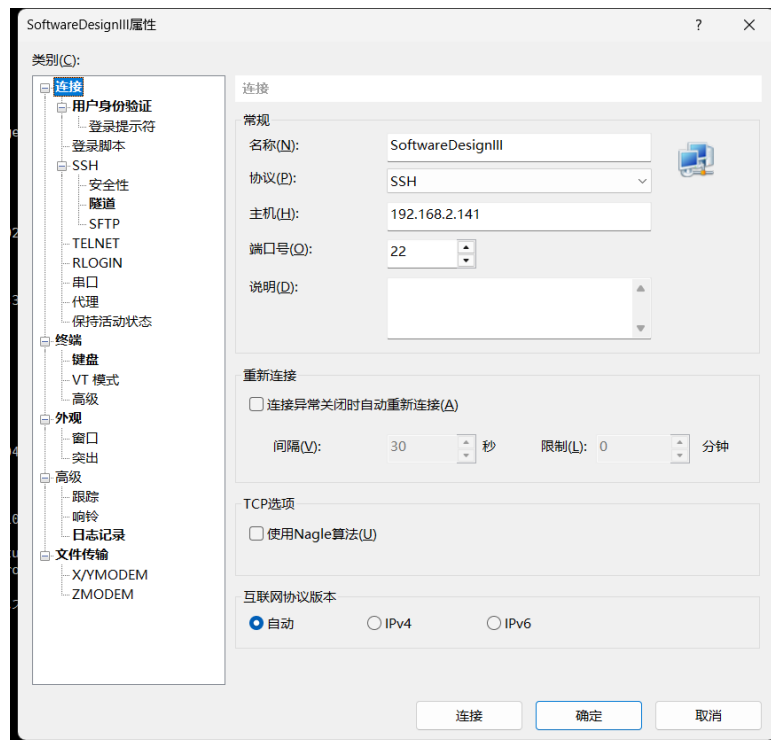 SoftwareDesignIII属性
?
类别(C):
连接
用户身份验证
登录提示符
登录脚本
SSH
安全性
隧道
SFTP
TELNET
RLOGIN
串口
代理
保持活动状态
终端
键盘
VT 模式
高级
外观
窗口
突出
高级
跟踪
响铃
日志记录
文件传输
X/YMODEM
ZMODEM
连接
常规
名称(N): SoftwareDesignIII
协议(P): SSH
主机(H): 192.168.2.141
端口号(O): 22
说明(D):
重新连接
连接异常关闭时自动重新连接(A)
间隔(V): 30 秒 限制(L): 0 分钟
TCP选项
使用Nagle算法(U)
互联网协议版本
自动 IPv4 IPv6
连接 确定 取消